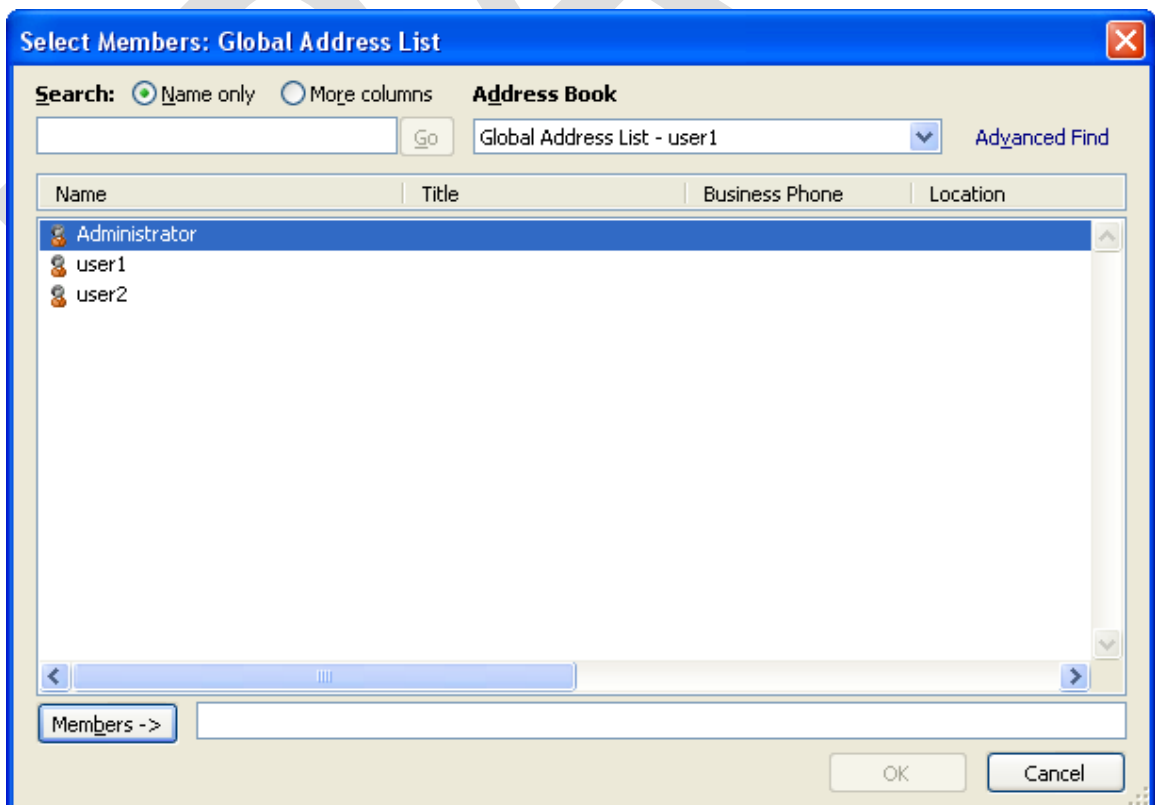 Select Members: Global Address List
Search: Name only More columns Address Book
Go Global Address List - user1 Advanced Find
Name Title Business Phone Location
Administrator
user1
user2
Members ->
OK Cancel